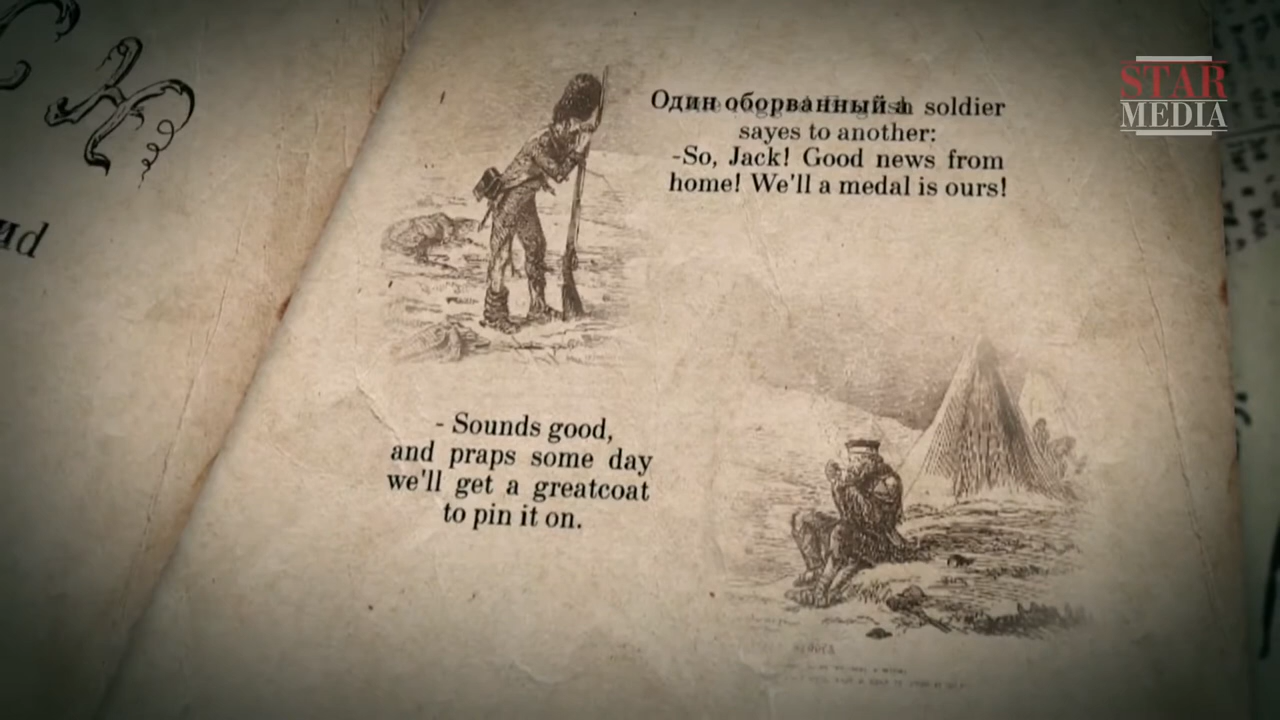 STAR
MEDIA
Один оборванный soldier
sayes to another:
-So, Jack! Good news from
home! We'll a medal is ours!
- Sounds good,
and praps some day
we'll get a greatcoat
to pin it on.